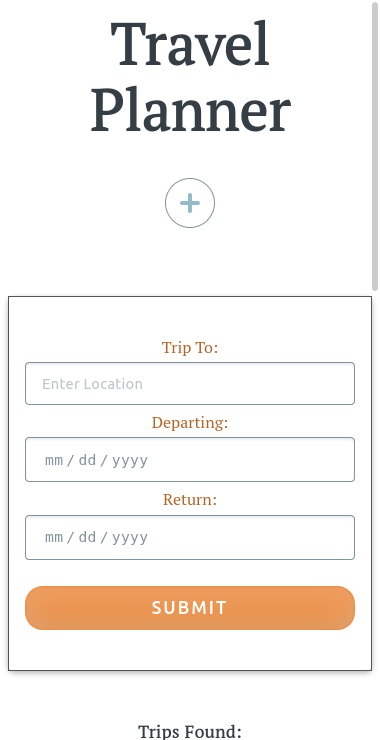 Travel
Planner
Trip To:
Enter Location
Departing:
mm / dd / yyyy
Return:
mm / dd / yyyy
SUBMIT
Trips Found: